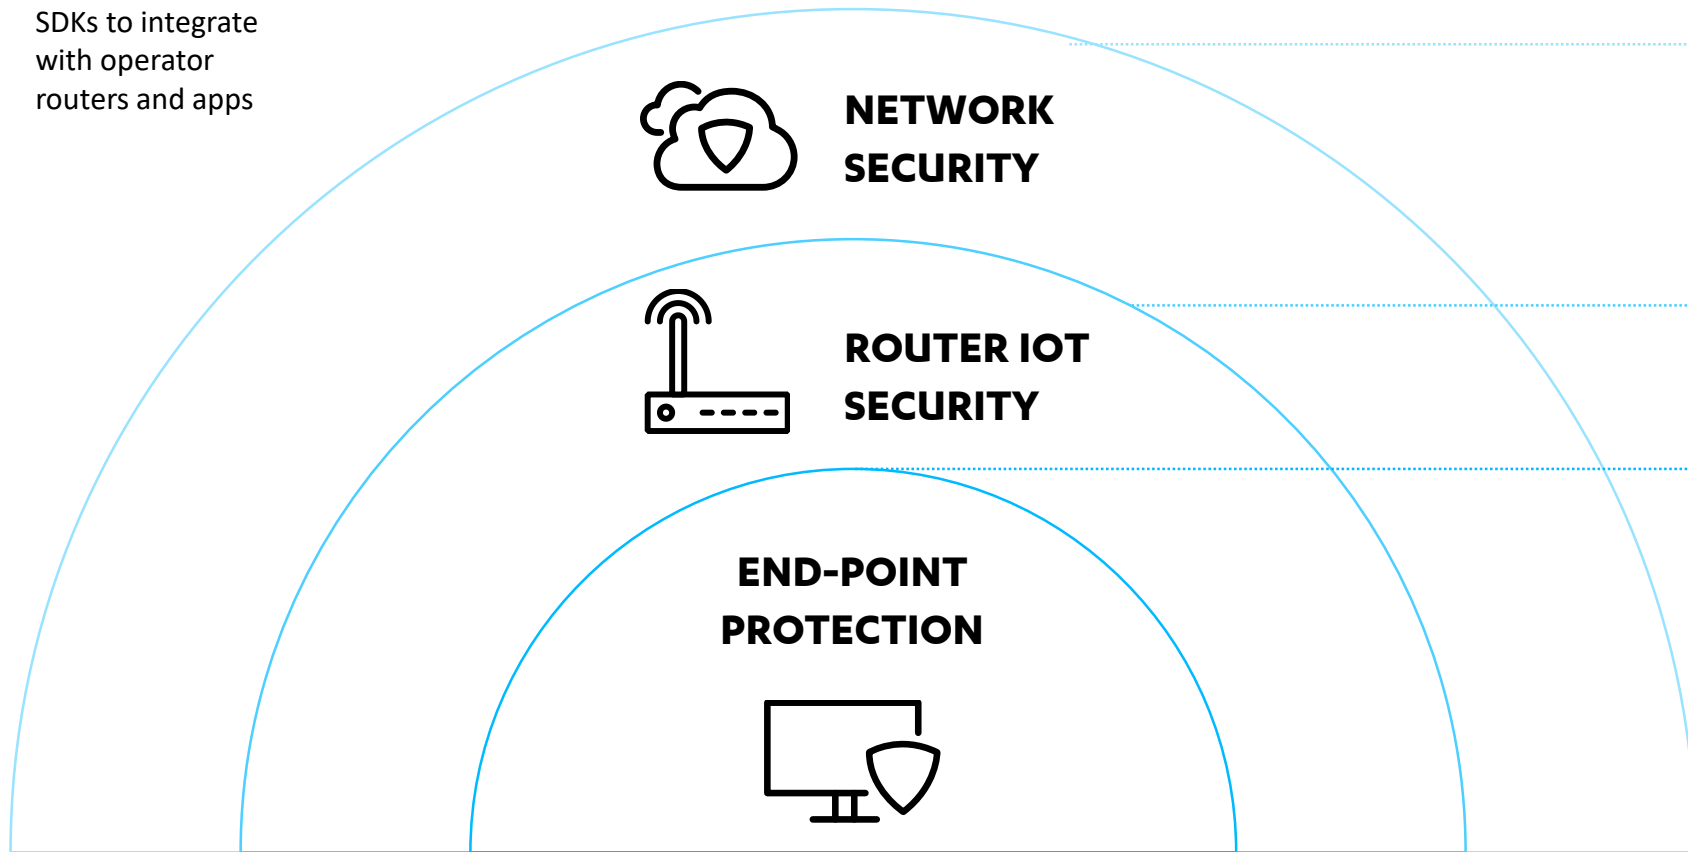 SDKs to integrate
with operator
routers and apps
NETWORK
SECURITY
ROUTER IOT
SECURITY
END-POINT
PROTECTION